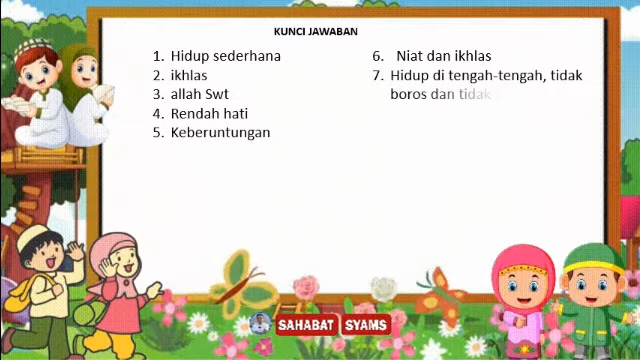 KUNCI JAWABAN
1. Hidup sederhana
2. ikhlas
3. allah Swt
4. Rendah hati
5. Keberuntungan
6. Niat dan ikhlas
7. Hidup di tengah-tengah, tidak
boros dan tidak
SAHABAT SYAMS